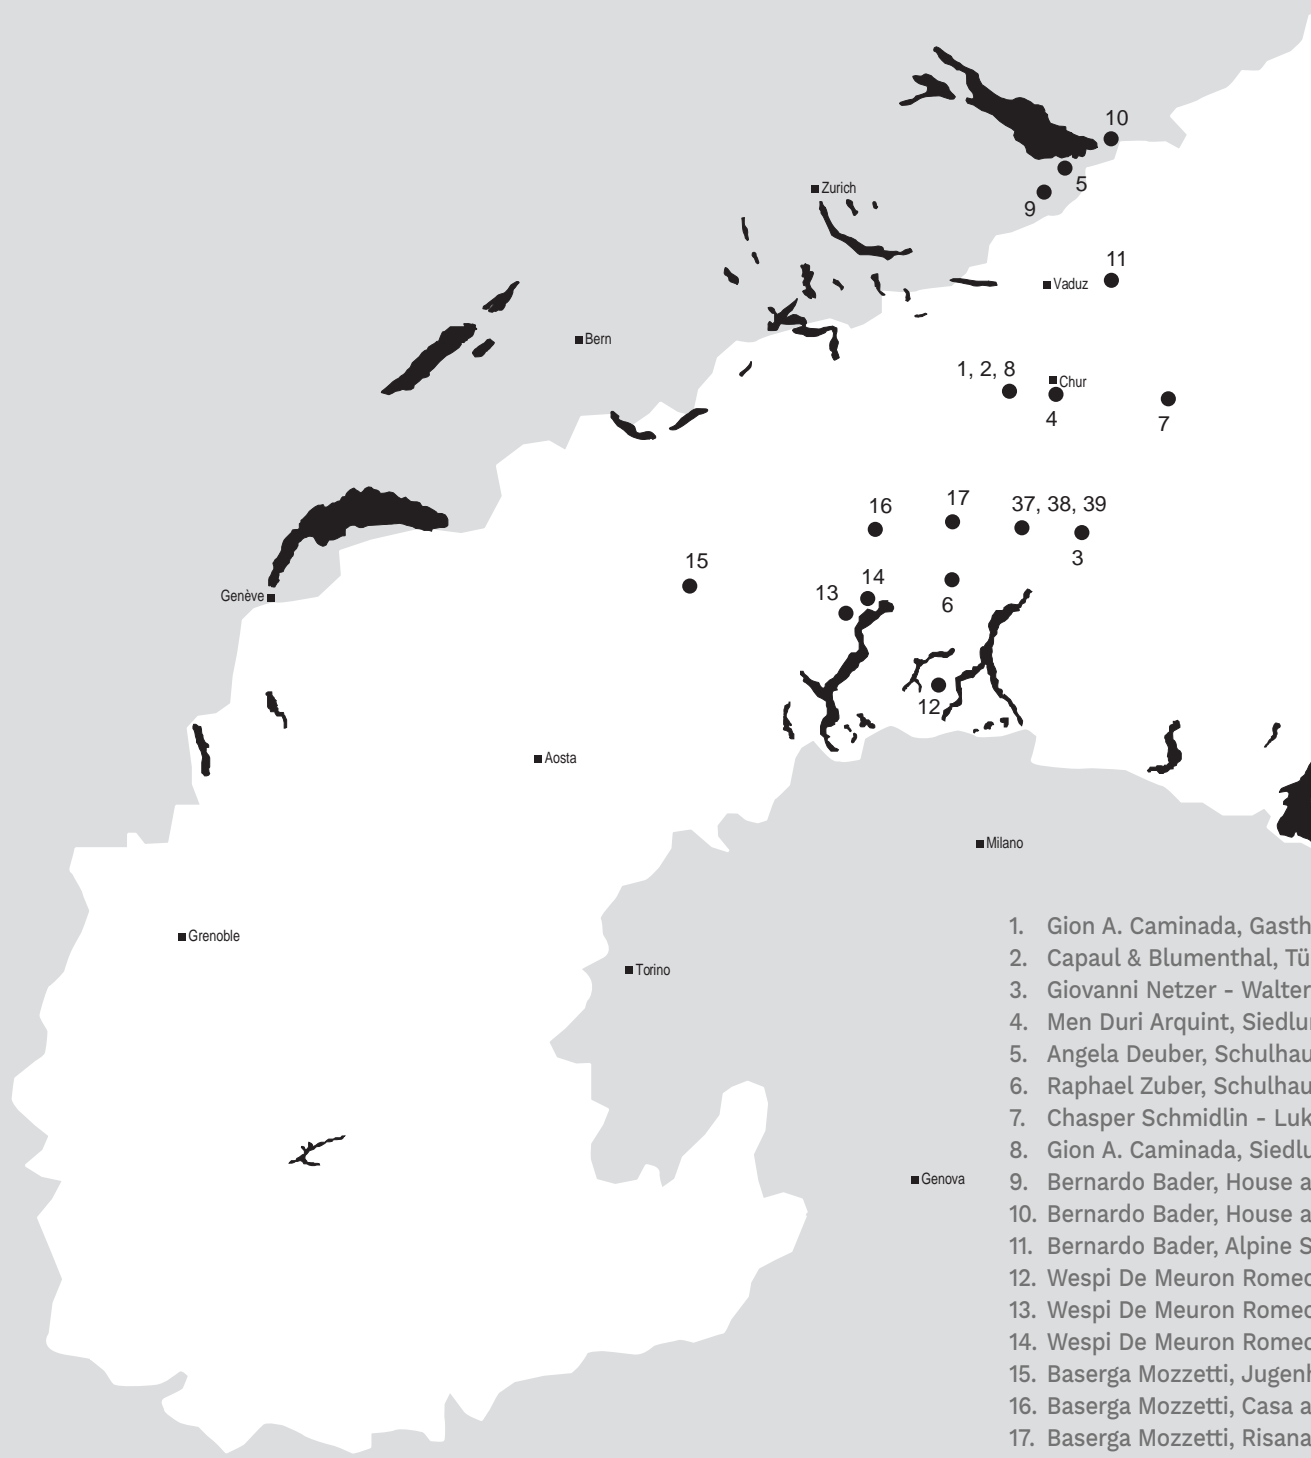 10
5
Zurich
9
11
Vaduz
Bern
1, 2, 8
Chur
4
7
16
17
37, 38, 39
3
15
14
13
6
Genève
12
Aosta
Milano
Grenoble
Torino
Genova
1. Gion A. Caminada, Gasth
2. Capaul & Blumenthal, Tü
3. Giovanni Netzer - Walter
4. Men Duri Arquint, Siedlu
5. Angela Deuber, Schulhau
6. Raphael Zuber, Schulhau
7. Chasper Schmidlin - Luk
8. Gion A. Caminada, Siedlu
9. Bernardo Bader, House a
10. Bernardo Bader, House a
11. Bernardo Bader, Alpine S
12. Wespi De Meuron Romeo
13. Wespi De Meuron Romeo
14. Wespi De Meuron Romeo
15. Baserga Mozzetti, Jugenh
16. Baserga Mozzetti, Casa a
17. Baserga Mozzetti, Risana